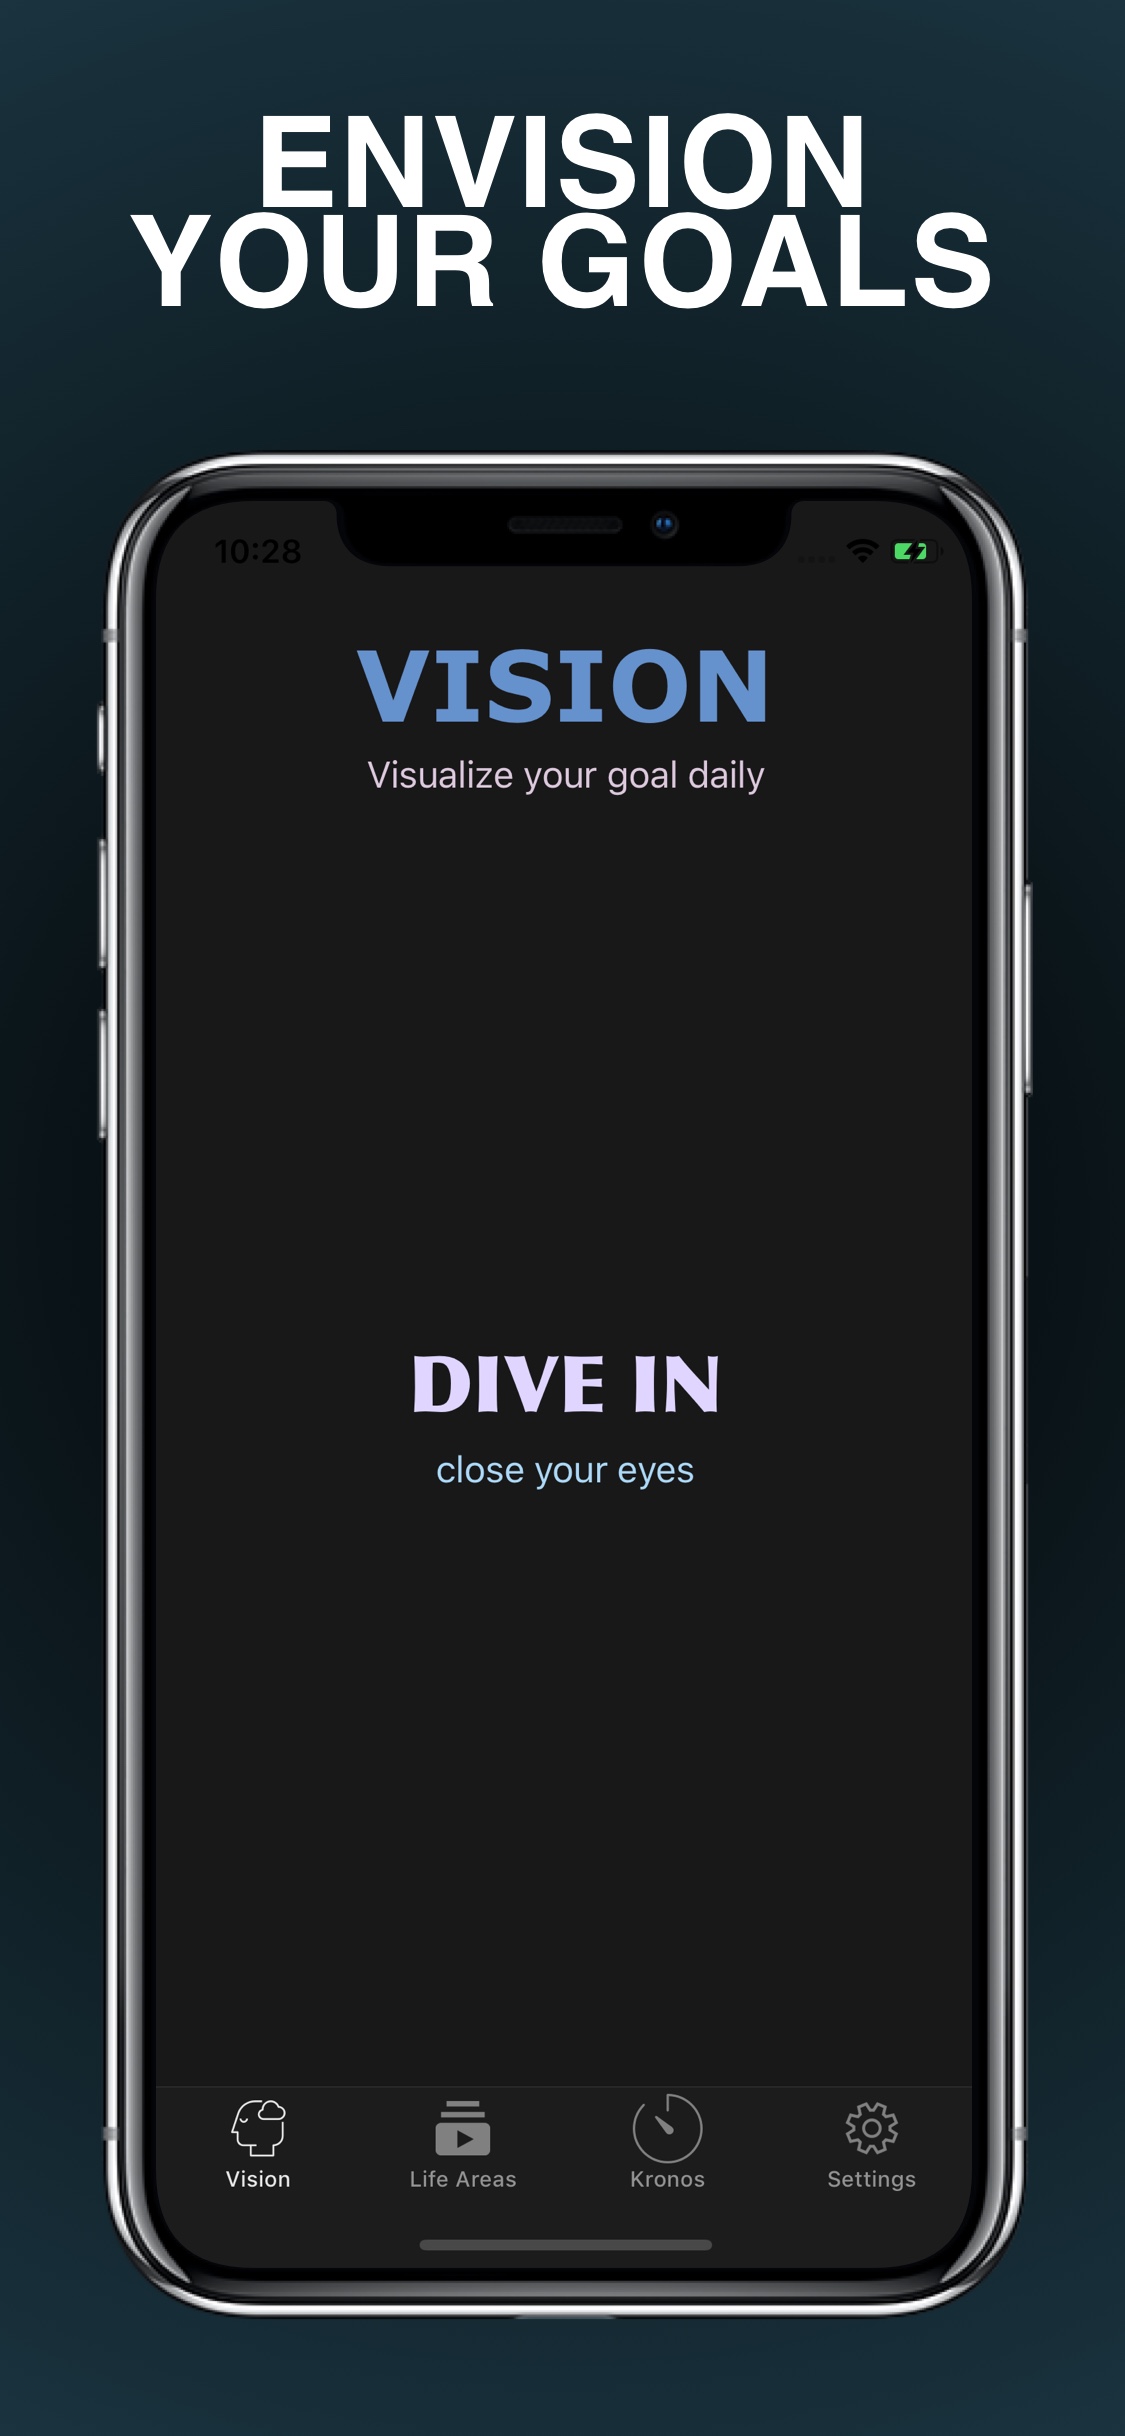 ENVISION
YOUR GOALS
10:28
VISION
Visualize your goal daily
DIVE IN
close your eyes
Vision
Life Areas
Kronos
Settings